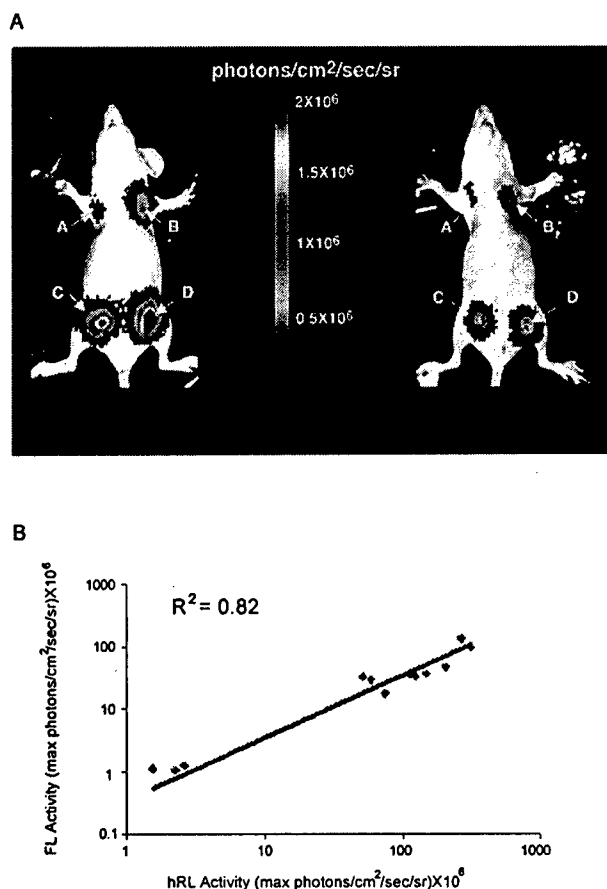 A
photons/cm²/sec/sr
2X10⁶
1.5X10⁶
1X10⁶
0.5X10⁶
A
B
C
D
A
B
C
D
B
R² = 0.82
FL Activity (max photons/cm²/sec/sr)X10⁶
1000
100
10
1
0.1
1
10
100
1000
hRL Activity (max photons/cm²/sec/sr)X10⁶